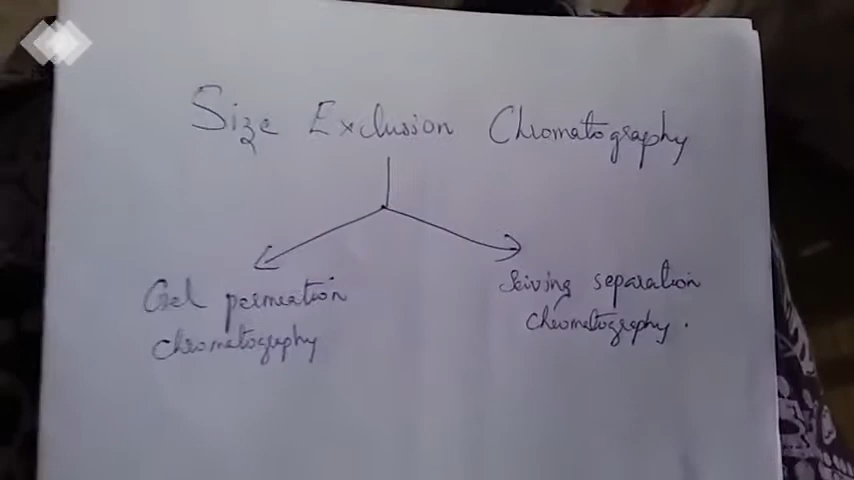 Size Exclusion Chromatography
Gel permeation
chromatography
Seiving separation
chromatography.